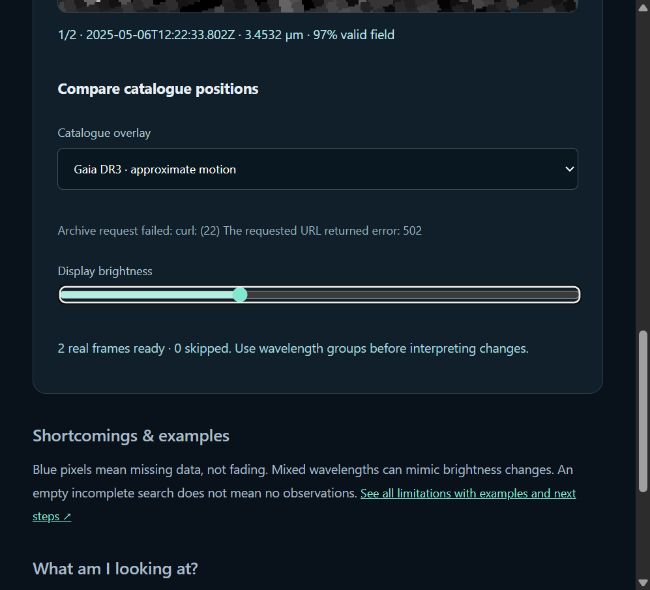 1/2 · 2025-05-06T12:22:33.802Z · 3.4532 µm · 97% valid field
Compare catalogue positions
Catalogue overlay
Gaia DR3 · approximate motion
Archive request failed: curl: (22) The requested URL returned error: 502
Display brightness
2 real frames ready · 0 skipped. Use wavelength groups before interpreting changes.
Shortcomings & examples
Blue pixels mean missing data, not fading. Mixed wavelengths can mimic brightness changes. An
empty incomplete search does not mean no observations. See all limitations with examples and next
steps ↗
What am I looking at?